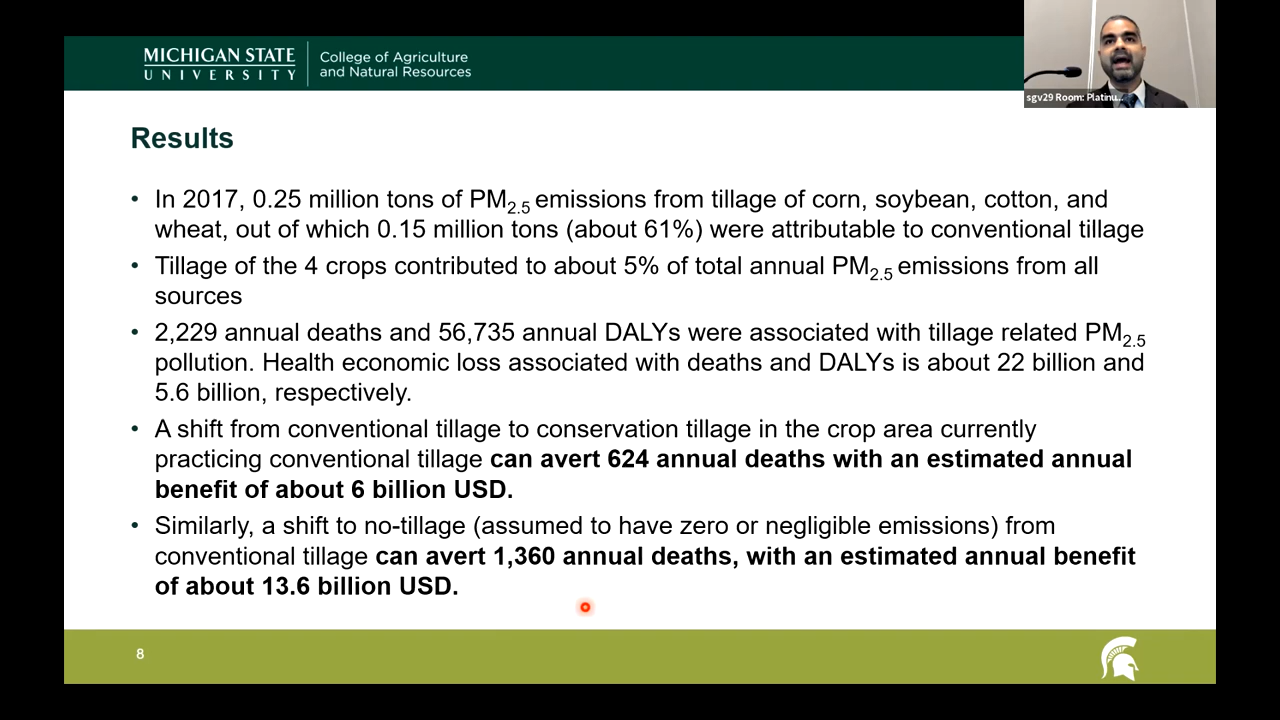 MICHIGAN STATE
UNIVERSITY
College of Agriculture
and Natural Resources
sgv29 Room: Platinu...
Results
• In 2017, 0.25 million tons of PM2.5 emissions from tillage of corn, soybean, cotton, and
wheat, out of which 0.15 million tons (about 61%) were attributable to conventional tillage
• Tillage of the 4 crops contributed to about 5% of total annual PM2.5 emissions from all
sources
• 2,229 annual deaths and 56,735 annual DALYs were associated with tillage related PM2.5
pollution. Health economic loss associated with deaths and DALYs is about 22 billion and
5.6 billion, respectively.
• A shift from conventional tillage to conservation tillage in the crop area currently
practicing conventional tillage can avert 624 annual deaths with an estimated annual
benefit of about 6 billion USD.
• Similarly, a shift to no-tillage (assumed to have zero or negligible emissions) from
conventional tillage can avert 1,360 annual deaths, with an estimated annual benefit
of about 13.6 billion USD.
8